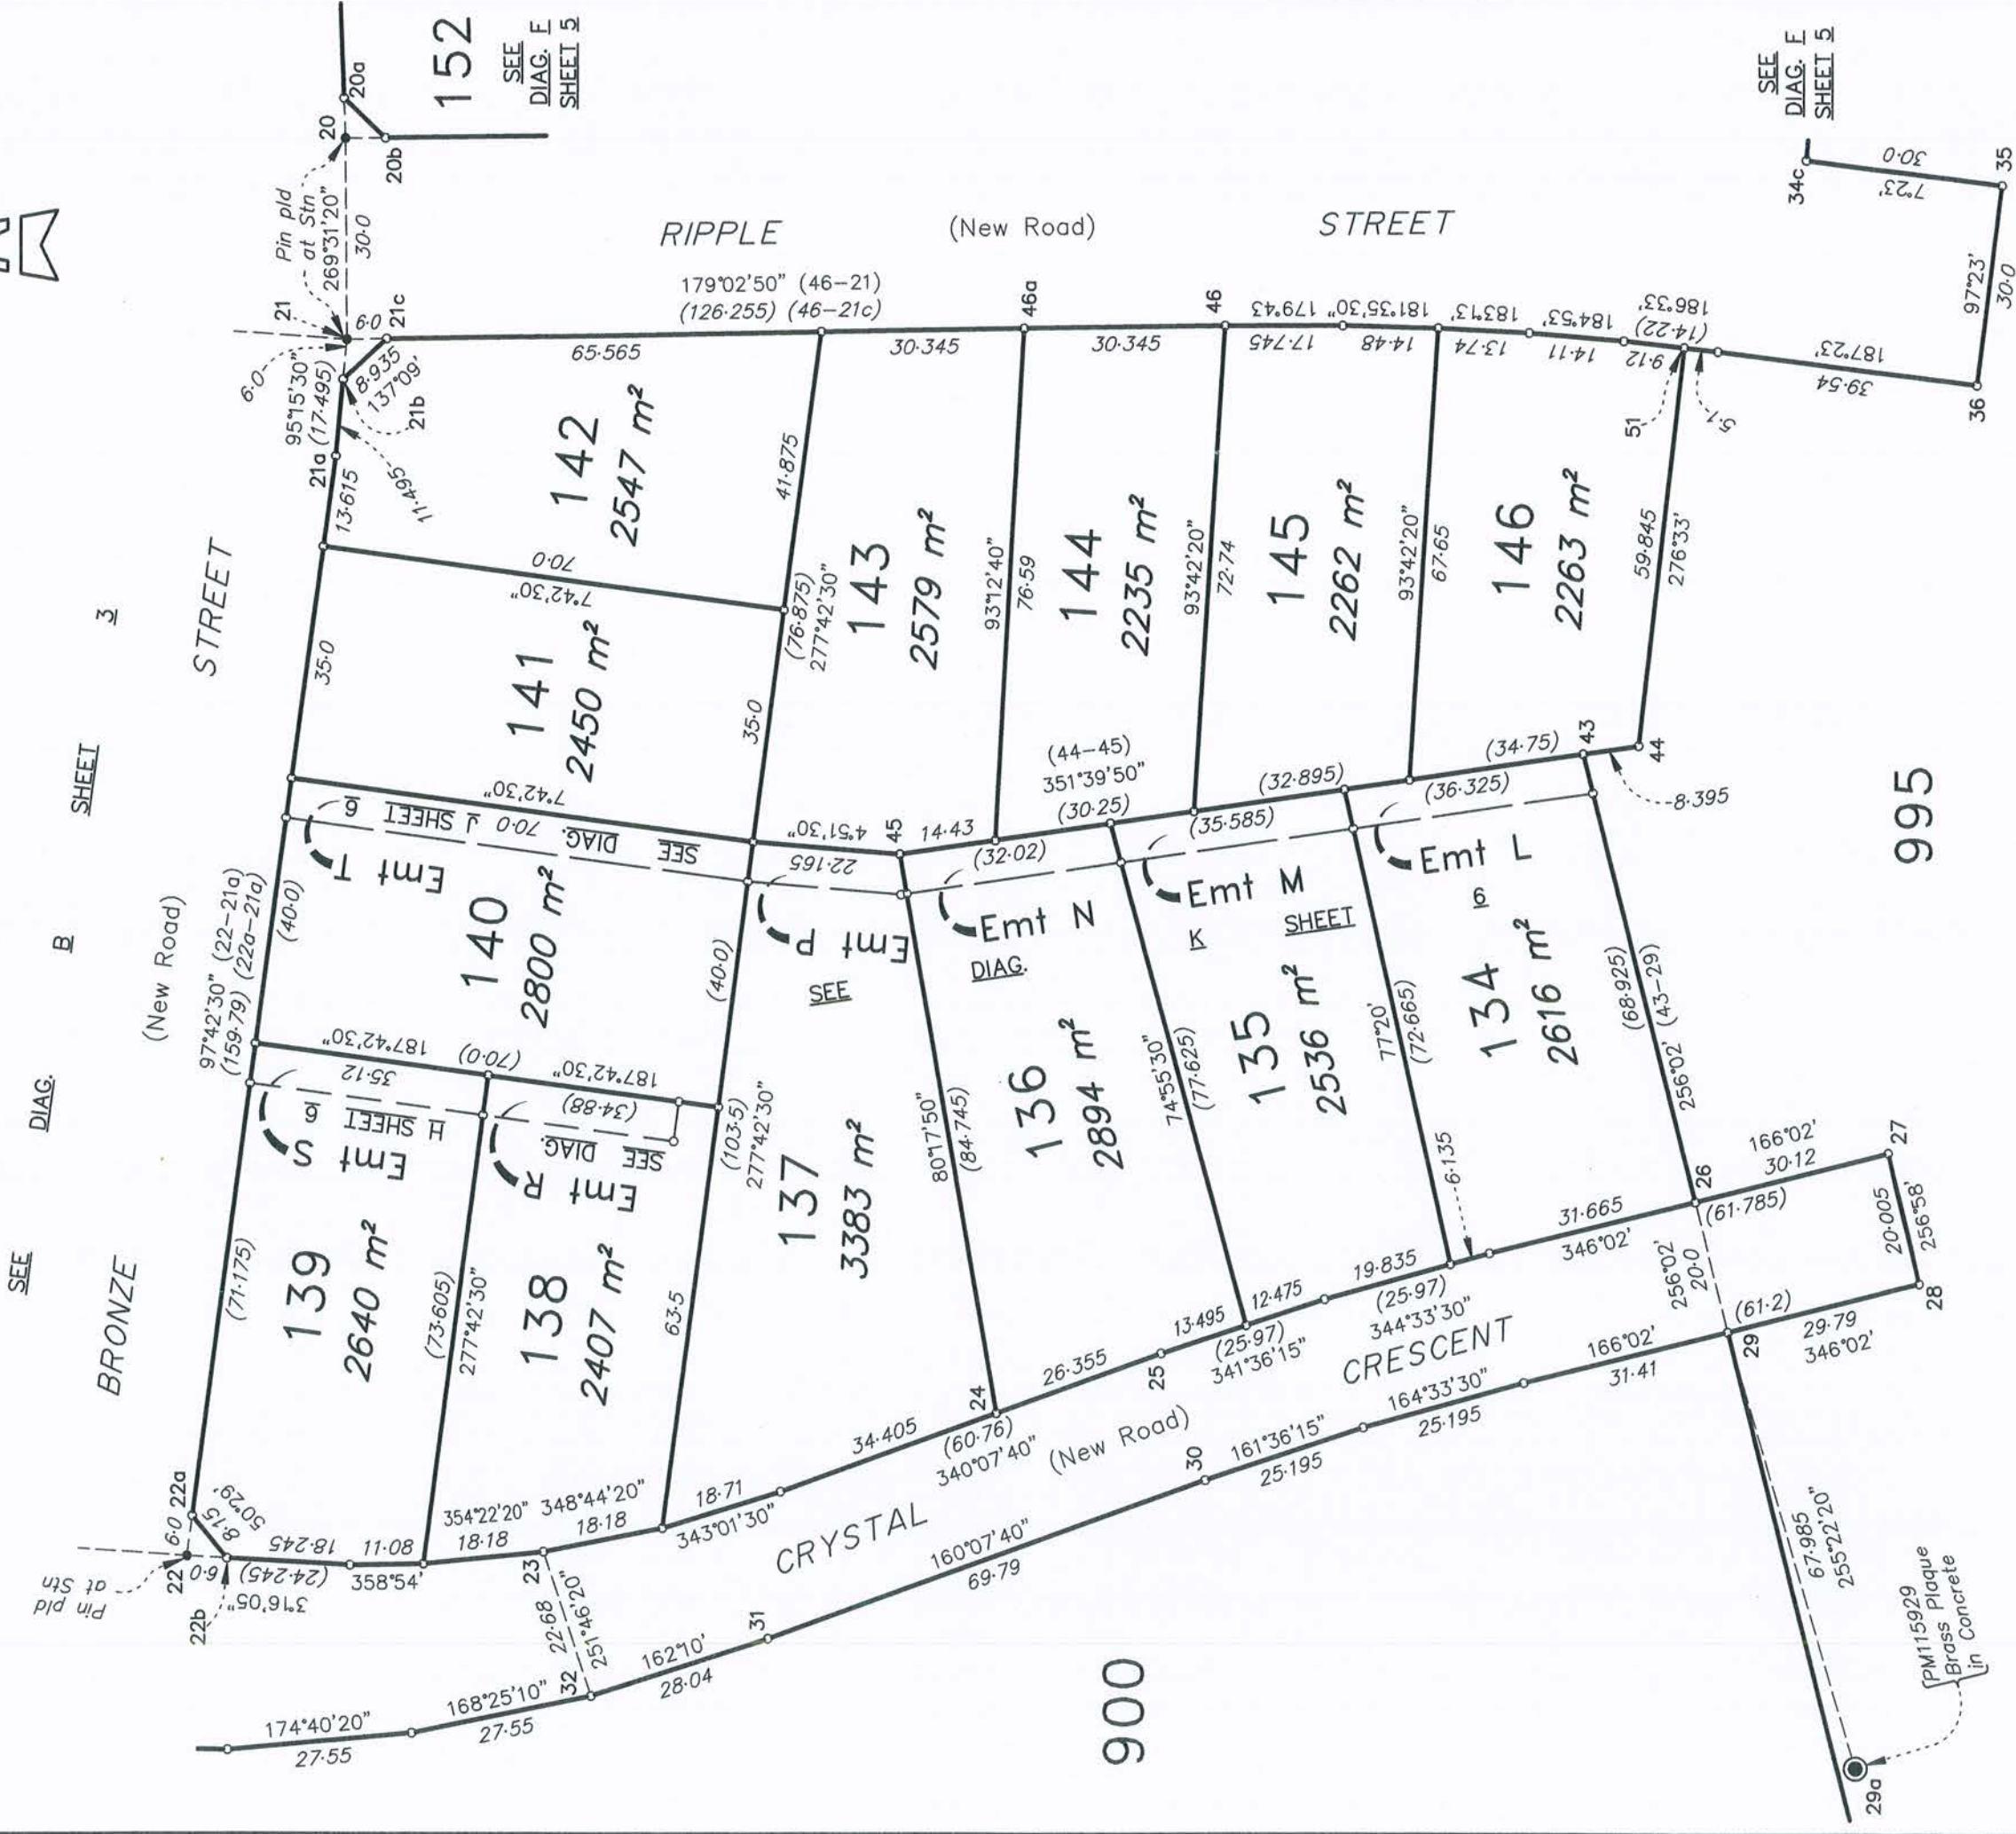 SEE DIAG. B SHEET 3
BRONZE
(New Road)
STREET
97°42'30" (22-21a)
(159·79) (22a-21a)
95°15'30"
(17·495)
6·0
21
Pin pld
at Stn
269°31'20"
30·0
20
20a
20b
152
SEE
DIAG. F
SHEET 5
6·0
21c
8·935
137°09'
21b
21a
11·495
13·615
35·0
(40·0)
(71·175)
RIPPLE
(New Road)
STREET
179°02'50" (46-21)
(126·255) (46-21c)
65·565
30·345
46a
30·345
46
179°43
17·745
181°35'30"
14·48
183°13'
13·74
184°53'
14·11
186°33'
(14·22)
9·12
51
5·1
187°23'
39·54
36
97°23'
30·0
35
7°23'
30·0
34c
SEE
DIAG. F
SHEET 5
142
2547 m²
70·0
7°42'30"
41·875
(76·875)
277°42'30"
141
2450 m²
35·0
7°42'30"
70·0
SEE DIAG. J SHEET 6
Emt T
140
2800 m²
(40·0)
187°42'30"
(70·0)
187°42'30"
35·12
(34·88)
SEE DIAG. H SHEET 6
Emt S
Emt R
139
2640 m²
(73·605)
277°42'30"
138
2407 m²
63·5
(103·5)
277°42'30"
137
3383 m²
80°17'50"
(84·745)
4°51'30"
22·165
45
14·43
Emt P
Emt N
Emt M
Emt L
SEE
DIAG.
K
SHEET
6
143
2579 m²
93°12'40"
76·59
144
2235 m²
93°42'20"
72·74
145
2262 m²
93°42'20"
67·65
146
2263 m²
59·845
276°33'
(44-45)
351°39'50"
(30·25)
(32·02)
(32·895)
(35·585)
(34·75)
(36·325)
43
44
8·395
136
2894 m²
74°55'30"
(77·625)
135
2536 m²
77°20'
(72·665)
134
2616 m²
(68·925)
256°02' (43-29)
995
Pin pld
at Stn
22
6·0
22a
8·15
50°29'
6·0
22b
18·245
(24·245)
3°16'05"
11·08
358°54'
354°22'20"
18·18
348°44'20"
18·18
23
22·68
251°46'20"
32
18·71
343°01'30"
34·405
24
(60·76)
340°07'40"
26·355
25
13·495
12·475
(25·97)
341°36'15"
19·835
(25·97)
344°33'30"
6·135
31·665
346°02'
26
(61·785)
166°02'
30·12
27
20·005
256°58'
28
256°02'
20·0
(61·2)
29·79
346°02'
29
CRYSTAL
(New Road)
CRESCENT
174°40'20"
27·55
168°25'10"
27·55
162°10'
28·04
31
160°07'40"
69·79
30
161°36'15"
25·195
164°33'30"
25·195
166°02'
31·41
900
67·985
255°22'20"
29a
PM115929
Brass Plaque
in Concrete